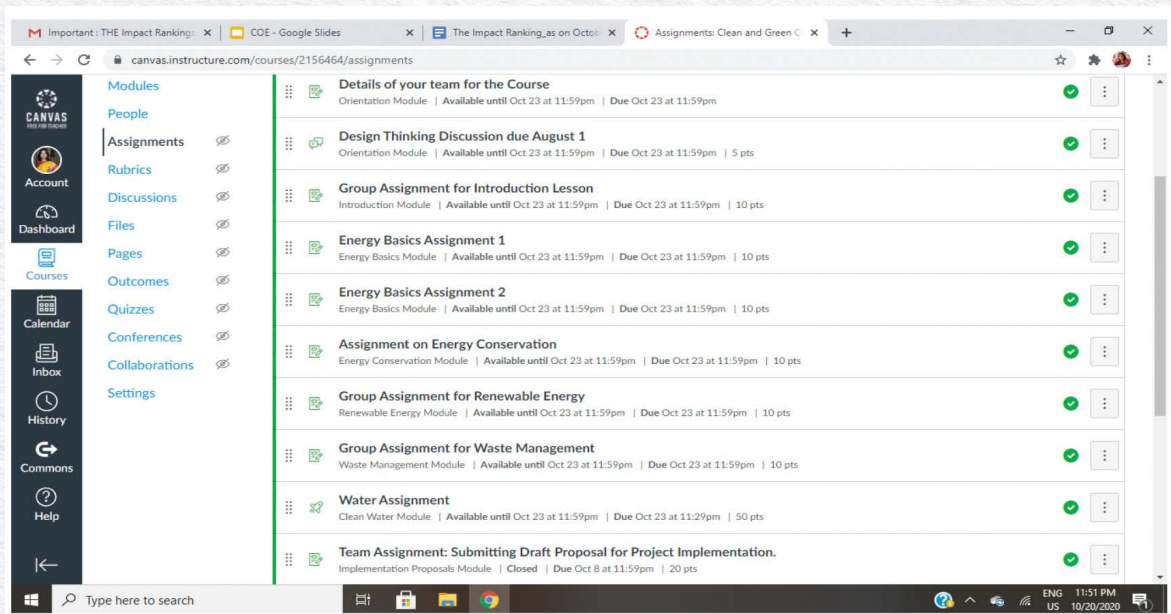 Important : THE Impact Rankings
COE - Google Slides
The Impact Ranking_as on Octob
Assignments: Clean and Green C
canvas.instructure.com/courses/2156464/assignments
CANVAS
FREE FOR TEACHER
Account
Dashboard
Courses
Calendar
Inbox
History
Commons
Help
Modules
People
Assignments
Rubrics
Discussions
Files
Pages
Outcomes
Quizzes
Conferences
Collaborations
Settings
Details of your team for the Course
Orientation Module | Available until Oct 23 at 11:59pm | Due Oct 23 at 11:59pm
Design Thinking Discussion due August 1
Orientation Module | Available until Oct 23 at 11:59pm | Due Oct 23 at 11:59pm | 5 pts
Group Assignment for Introduction Lesson
Introduction Module | Available until Oct 23 at 11:59pm | Due Oct 23 at 11:59pm | 10 pts
Energy Basics Assignment 1
Energy Basics Module | Available until Oct 23 at 11:59pm | Due Oct 23 at 11:59pm | 10 pts
Energy Basics Assignment 2
Energy Basics Module | Available until Oct 23 at 11:59pm | Due Oct 23 at 11:59pm | 10 pts
Assignment on Energy Conservation
Energy Conservation Module | Available until Oct 23 at 11:59pm | Due Oct 23 at 11:59pm | 10 pts
Group Assignment for Renewable Energy
Renewable Energy Module | Available until Oct 23 at 11:59pm | Due Oct 23 at 11:59pm | 10 pts
Group Assignment for Waste Management
Waste Management Module | Available until Oct 23 at 11:59pm | Due Oct 23 at 11:59pm | 10 pts
Water Assignment
Clean Water Module | Available until Oct 23 at 11:59pm | Due Oct 23 at 11:29pm | 50 pts
Team Assignment: Submitting Draft Proposal for Project Implementation.
Implementation Proposals Module | Closed | Due Oct 8 at 11:59pm | 20 pts
Type here to search
ENG
US
11:51 PM
10/20/2020